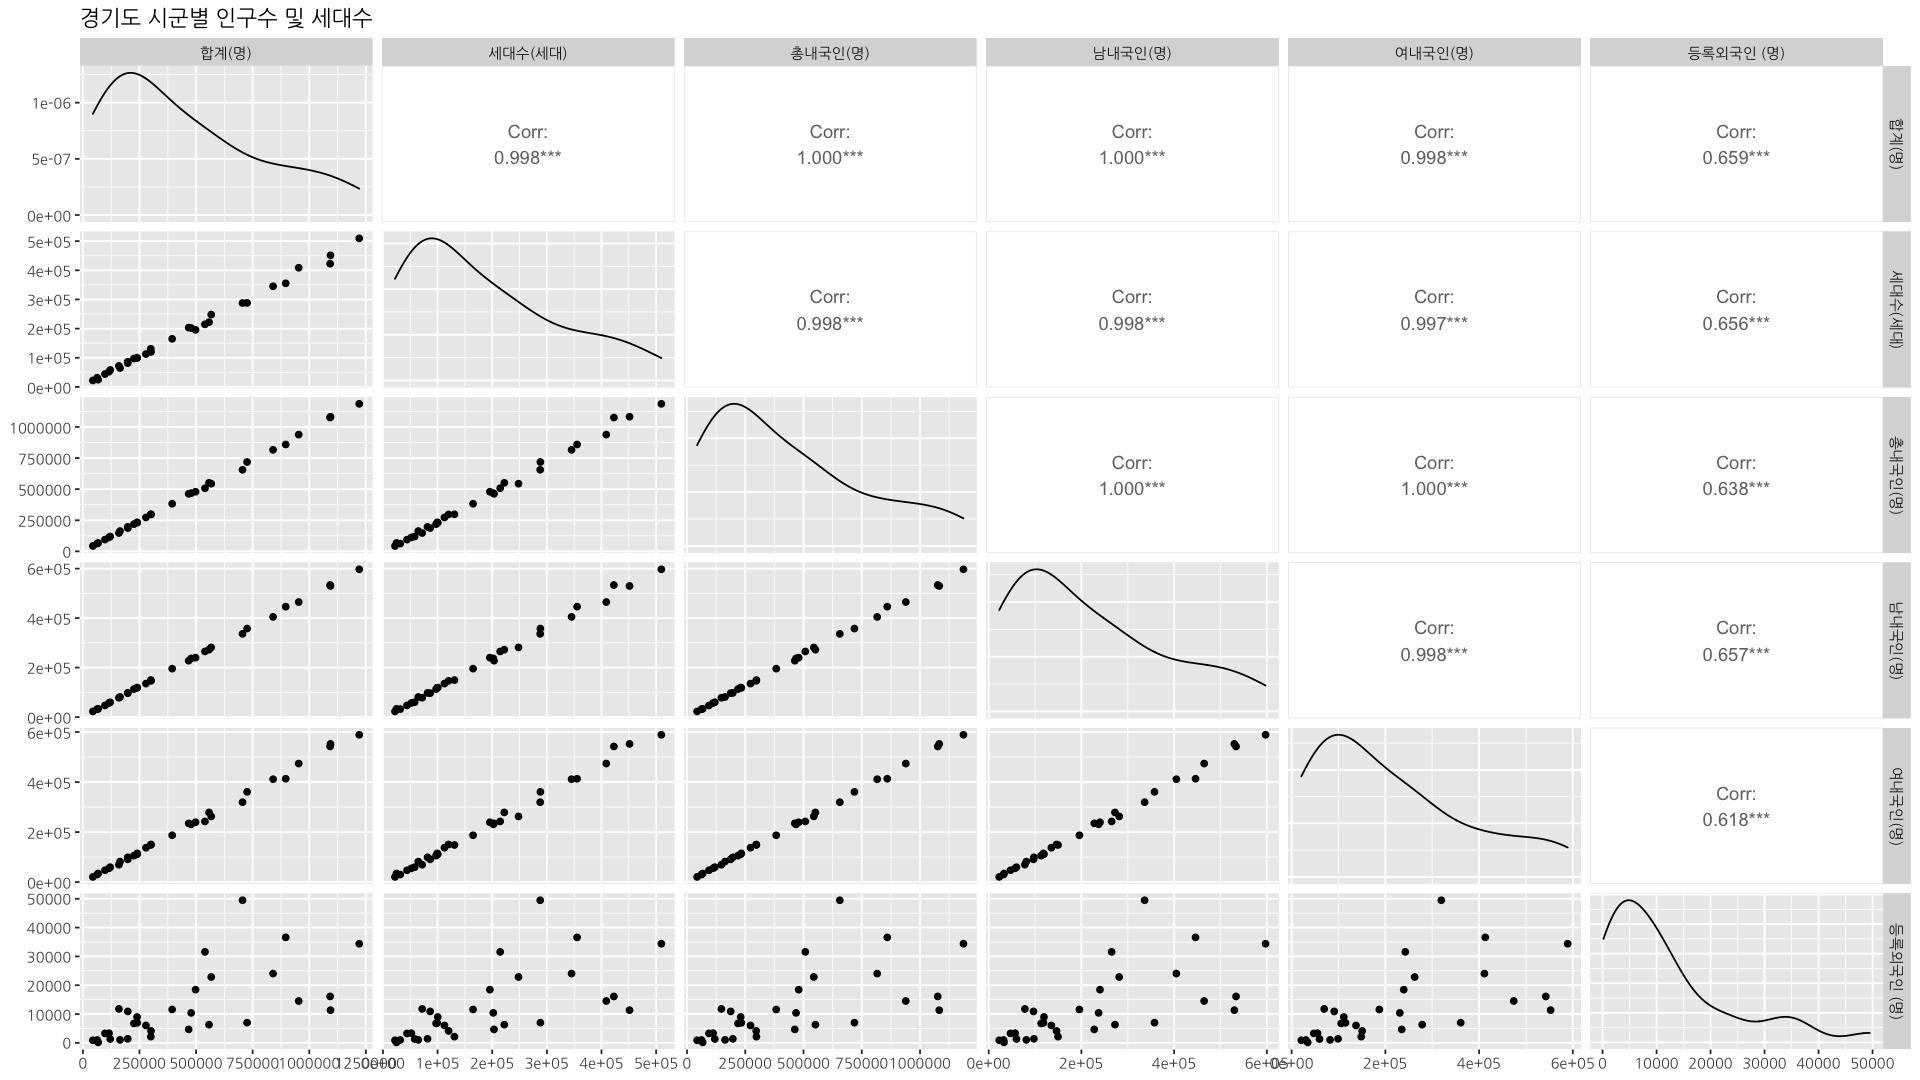 경기도 시군별 인구수 및 세대수
합계(명) 세대수(세대) 총내국인(명) 남내국인(명) 여내국인(명) 등록외국인 (명)
1e-06
5e-07
0e+00
Corr:
0.998***
Corr:
1.000***
Corr:
1.000***
Corr:
0.998***
Corr:
0.659***
합계(명)
5e+05
4e+05
3e+05
2e+05
1e+05
0e+00
Corr:
0.998***
Corr:
0.998***
Corr:
0.997***
Corr:
0.656***
세대수(세대)
1000000
750000
500000
250000
0
Corr:
1.000***
Corr:
1.000***
Corr:
0.638***
총내국인(명)
6e+05
4e+05
2e+05
0e+00
Corr:
0.998***
Corr:
0.657***
남내국인(명)
6e+05
4e+05
2e+05
0e+00
Corr:
0.618***
여내국인(명)
50000
40000
30000
20000
10000
0
등록외국인 (명)
0 250000 500000 750000 1000000 1250000
0e+00 1e+05 2e+05 3e+05 4e+05 5e+05
0 250000 500000 750000 1000000
0e+00 2e+05 4e+05 6e+05
0e+00 2e+05 4e+05 6e+05
0 10000 20000 30000 40000 50000